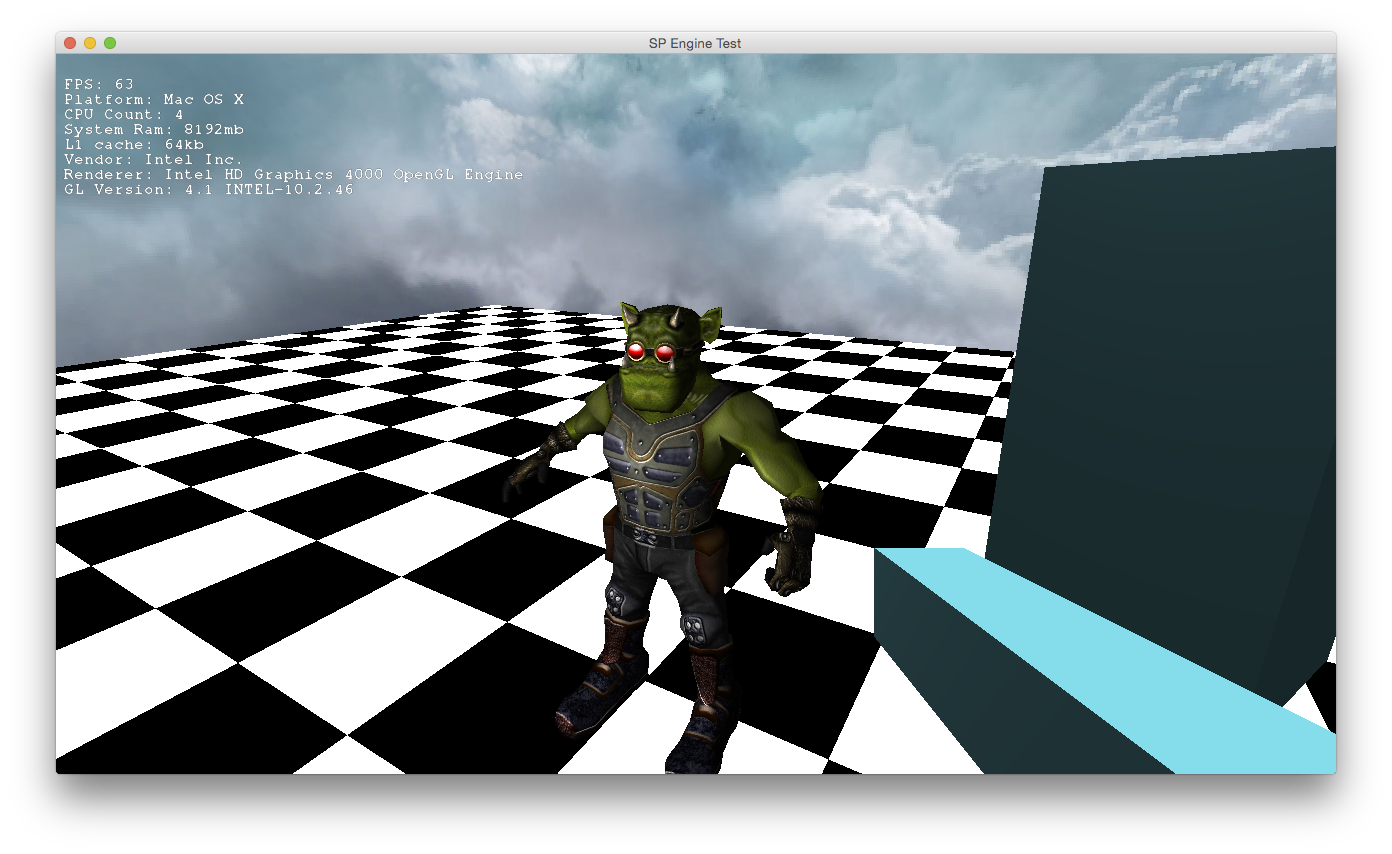 SP Engine Test
FPS: 63
Platform: Mac OS X
CPU Count: 4
System Ram: 8192mb
L1 cache: 64kb
Vendor: Intel Inc.
Renderer: Intel HD Graphics 4000 OpenGL Engine
GL Version: 4.1 INTEL-10.2.46